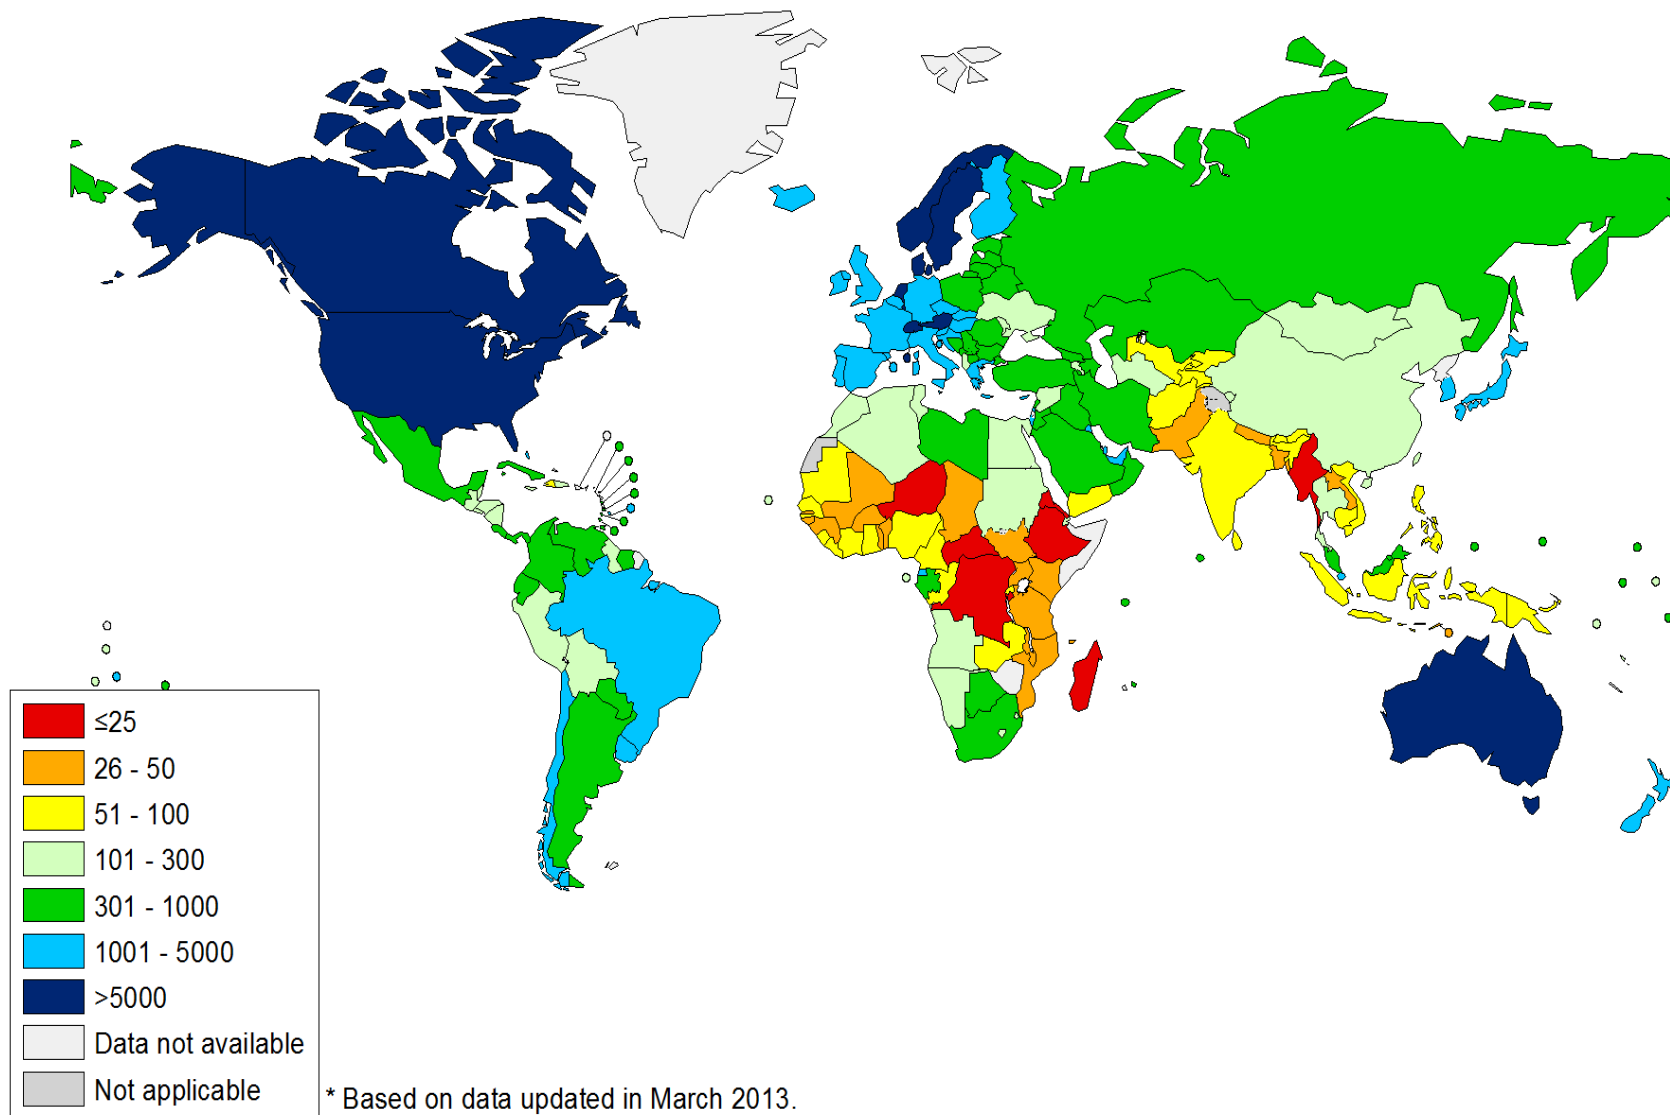 ≤25
26 - 50
51 - 100
101 - 300
301 - 1000
1001 - 5000
>5000
Data not available
Not applicable
* Based on data updated in March 2013.